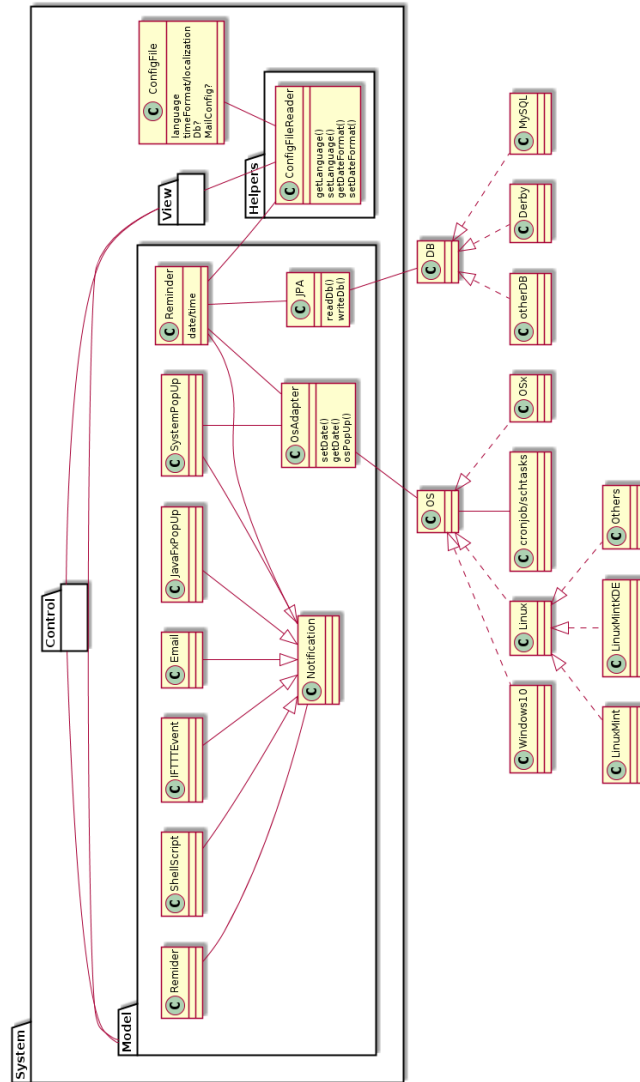 System
Control
View
ConfigFile
language
timeFormat/localization
Db?
MailConfig?
Helpers
ConfigFileReader
getLanguage()
setLanguage()
getDateFormat()
setDateFormat()
Model
Remider
ShellScript
IFTTTEvent
Email
JavaFxPopUp
SystemPopUp
Reminder
date/time
Notification
OsAdapter
setDate()
getDate()
osPopUp()
JPA
readDb()
writeDb()
OS
DB
Windows10
Linux
cronjob/schtasks
OSx
otherDB
Derby
MySQL
LinuxMint
LinuxMintKDE
Others